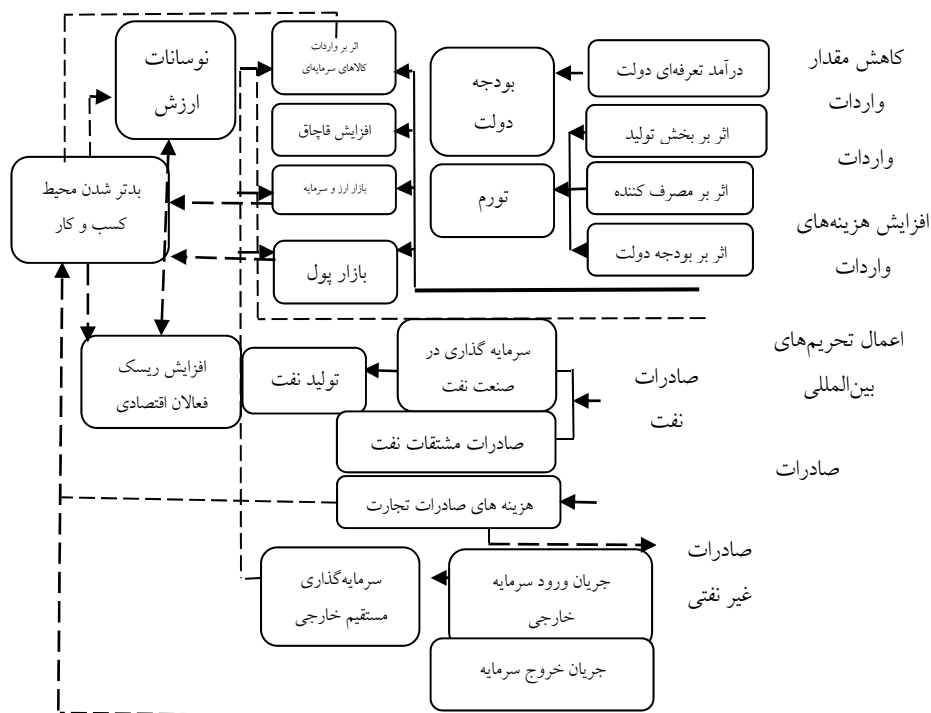 کاهش مقدار
واردات
واردات
افزایش هزینه‌های
واردات
اعمال تحریم‌های
بین‌المللی
صادرات
درآمد تعرفه‌ای دولت
اثر بر بخش تولید
اثر بر مصرف کننده
اثر بر بودجه دولت
بودجه
دولت
تورم
اثر بر واردات
کالاهای سرمایه‌ای
افزایش قاچاق
بازار ارز و سرمایه
بازار پول
نوسانات
ارزش
بدتر شدن محیط
کسب و کار
افزایش ریسک
فعالان اقتصادی
صادرات
نفت
سرمایه گذاری در
صنعت نفت
تولید نفت
صادرات مشتقات نفت
هزینه های صادرات تجارت
صادرات
غیر نفتی
جریان ورود سرمایه
خارجی
سرمایه‌گذاری
مستقیم خارجی
جریان خروج سرمایه